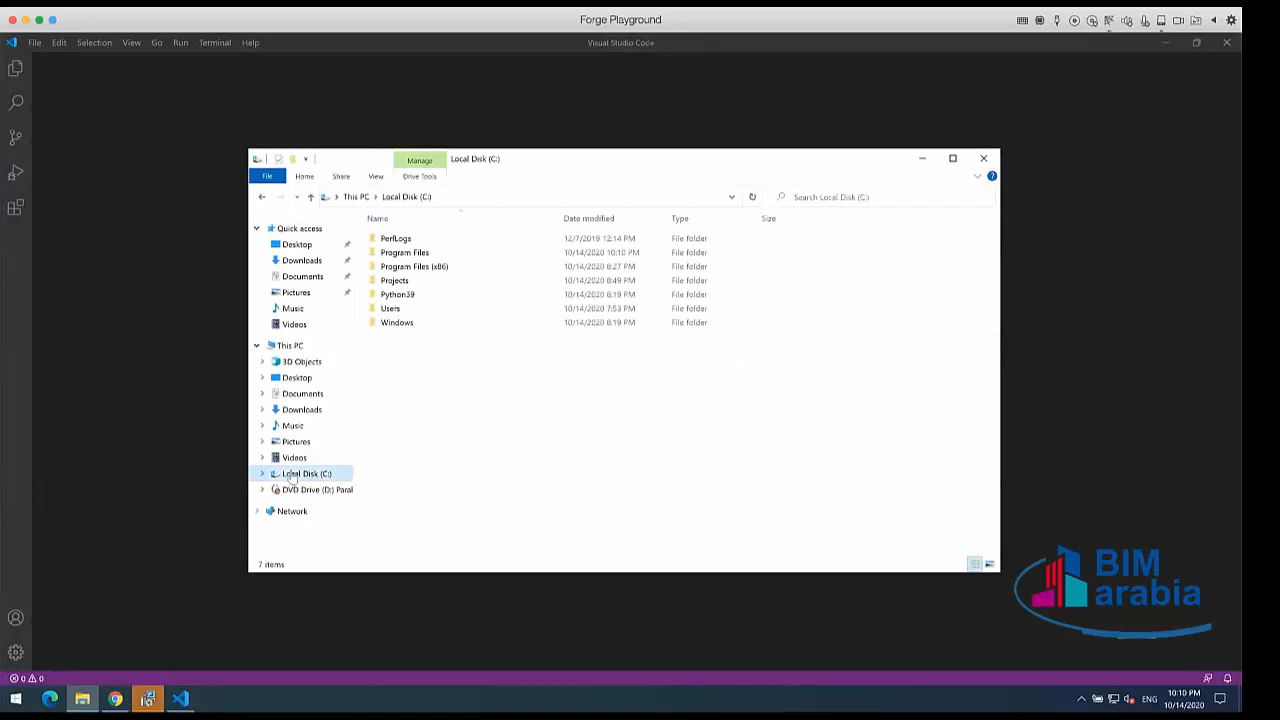 Forge Playground
File Edit Selection View Go Run Terminal Help
Visual Studio Code
Manage
Local Disk (C:)
File Home Share View Drive Tools
This PC > Local Disk (C:)
Search Local Disk (C:)
Name Date modified Type Size
PerfLogs 12/7/2019 12:14 PM File folder
Program Files 10/14/2020 10:10 PM File folder
Program Files (x86) 10/14/2020 8:27 PM File folder
Projects 10/14/2020 8:49 PM File folder
Python39 10/14/2020 8:19 PM File folder
Users 10/14/2020 7:53 PM File folder
Windows 10/14/2020 8:19 PM File folder
Quick access
Desktop
Downloads
Documents
Pictures
Music
Videos
This PC
3D Objects
Desktop
Documents
Downloads
Music
Pictures
Videos
Local Disk (C:)
DVD Drive (D:) Paral
Network
7 items
BIM
arabia
0 0
ENG
10:10 PM
10/14/2020